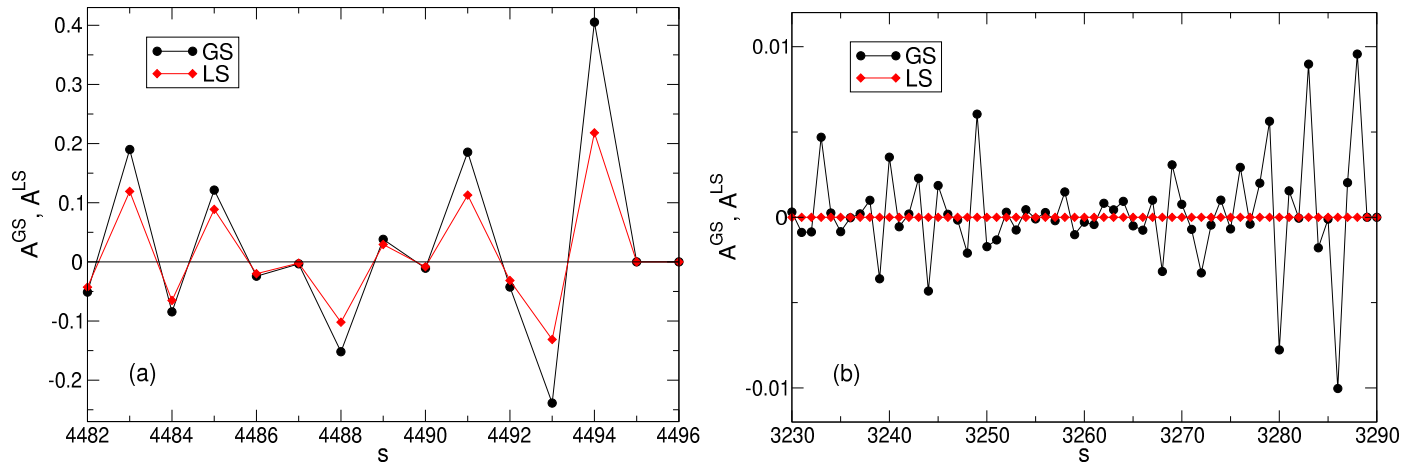 0.4
0.3
0.2
0.1
0
-0.1
-0.2
A^GS, A^LS
GS
LS
(a)
4482 4484 4486 4488 4490 4492 4494 4496
s
0.01
0
-0.01
A^GS, A^LS
GS
LS
(b)
3230 3240 3250 3260 3270 3280 3290
s